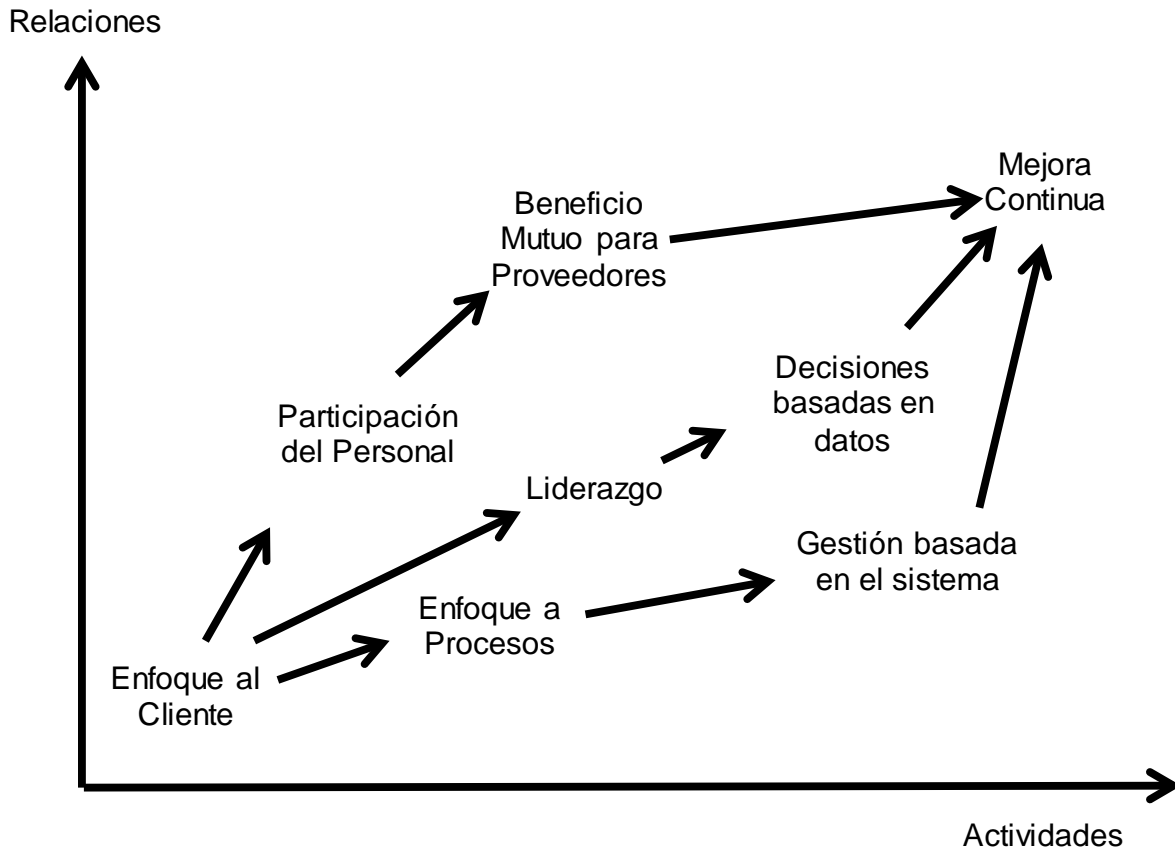 Relaciones
Mejora
Continua
Beneficio
Mutuo para
Proveedores
Decisiones
basadas en
datos
Participación
del Personal
Liderazgo
Gestión basada
en el sistema
Enfoque a
Procesos
Enfoque al
Cliente
Actividades